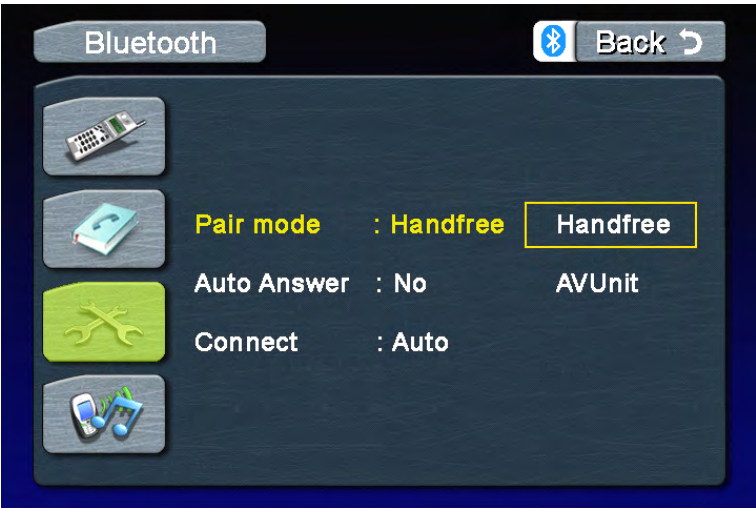 Bluetooth
Back
Pair mode : Handfree Handfree
Auto Answer : No AVUnit
Connect : Auto